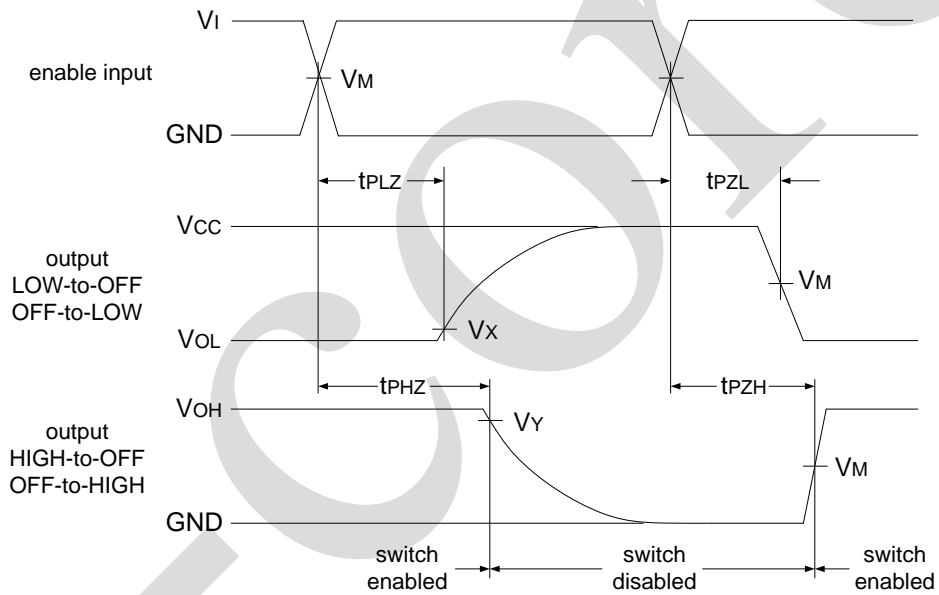 VI
enable input
VM
GND
tPLZ
tPZL
VCC
output
LOW-to-OFF
OFF-to-LOW
VM
VX
VOL
tPHZ
tPZH
VOH
VY
output
HIGH-to-OFF
OFF-to-HIGH
VM
GND
switch
enabled
switch
disabled
switch
enabled